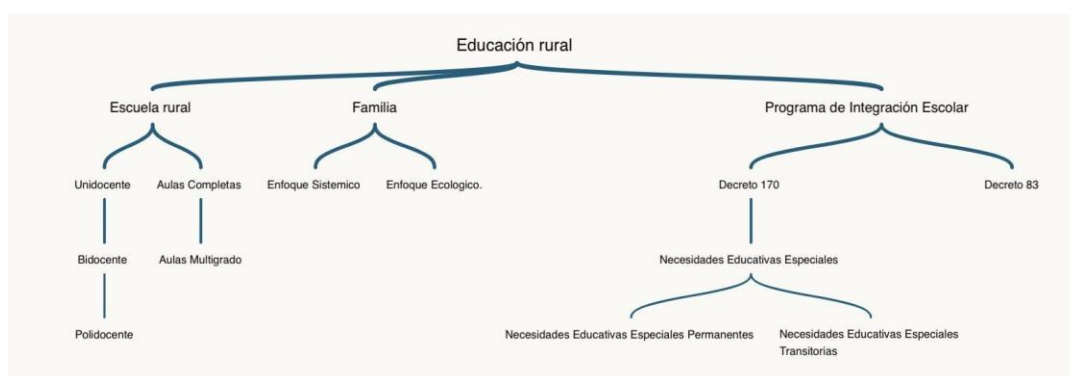 Educación rural
Escuela rural
Familia
Programa de Integración Escolar
Unidocente
Aulas Completas
Enfoque Sistemico
Enfoque Ecologico.
Decreto 170
Decreto 83
Bidocente
Aulas Multigrado
Necesidades Educativas Especiales
Polidocente
Necesidades Educativas Especiales Permanentes
Necesidades Educativas Especiales
Transitorias